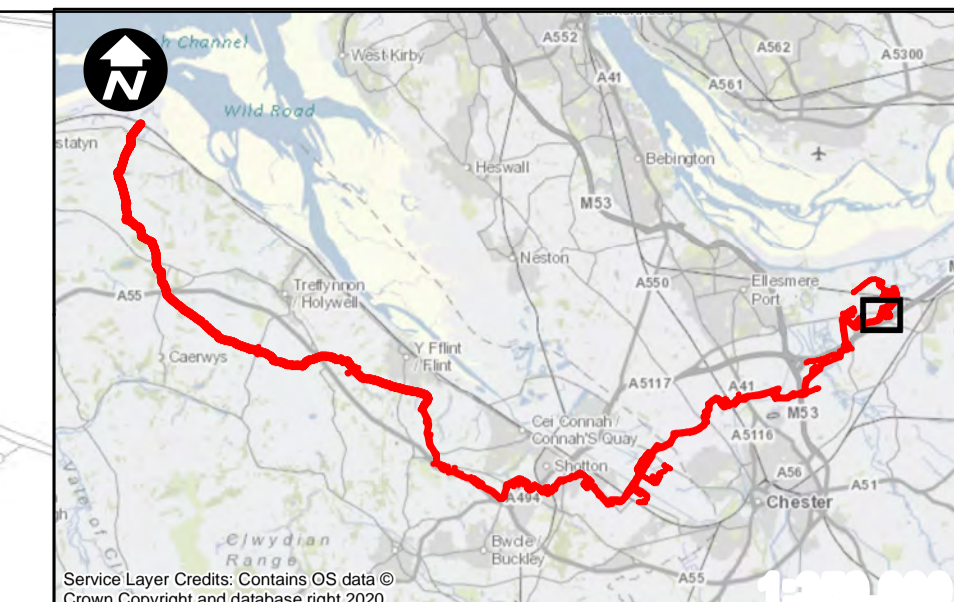 h Channel
West Kirby
A552
A562
A5300
A41
A561
Wild Road
N
statyn
Heswall
Bebington
M53
Neston
A550
Ellesmere
Port
Treffynnon
/ Holywell
A55
Caerwys
Y Fflint
/ Flint
A5117
A41
M53
Cei Connah /
Connah'S Quay
A5116
Shotton
A56
A51
A494
Chester
Clwydian
Range
Bwcle /
Buckley
A55
Service Layer Credits: Contains OS data ©
Crown Copyright and database right 2020